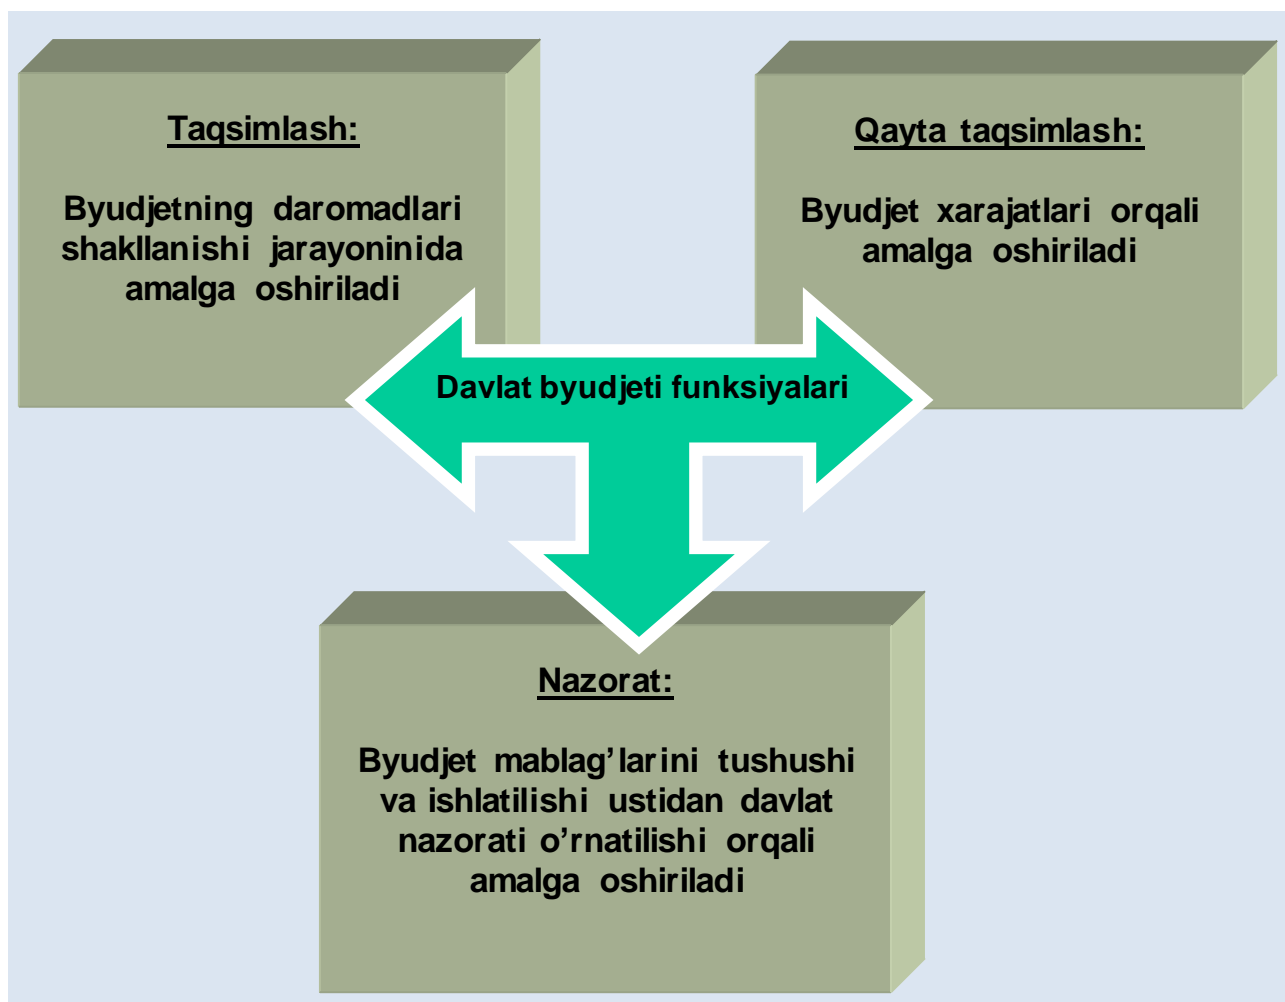 Taqsimlash:
Byudjetning daromadlari
shakllanishi jarayoninida
amalga oshiriladi
Qayta taqsimlash:
Byudjet xarajatlari orqali
amalga oshiriladi
Davlat byudjeti funksiyalari
Nazorat:
Byudjet mablag’larini tushushi
va ishlatilishi ustidan davlat
nazorati o’rnatilishi orqali
amalga oshiriladi